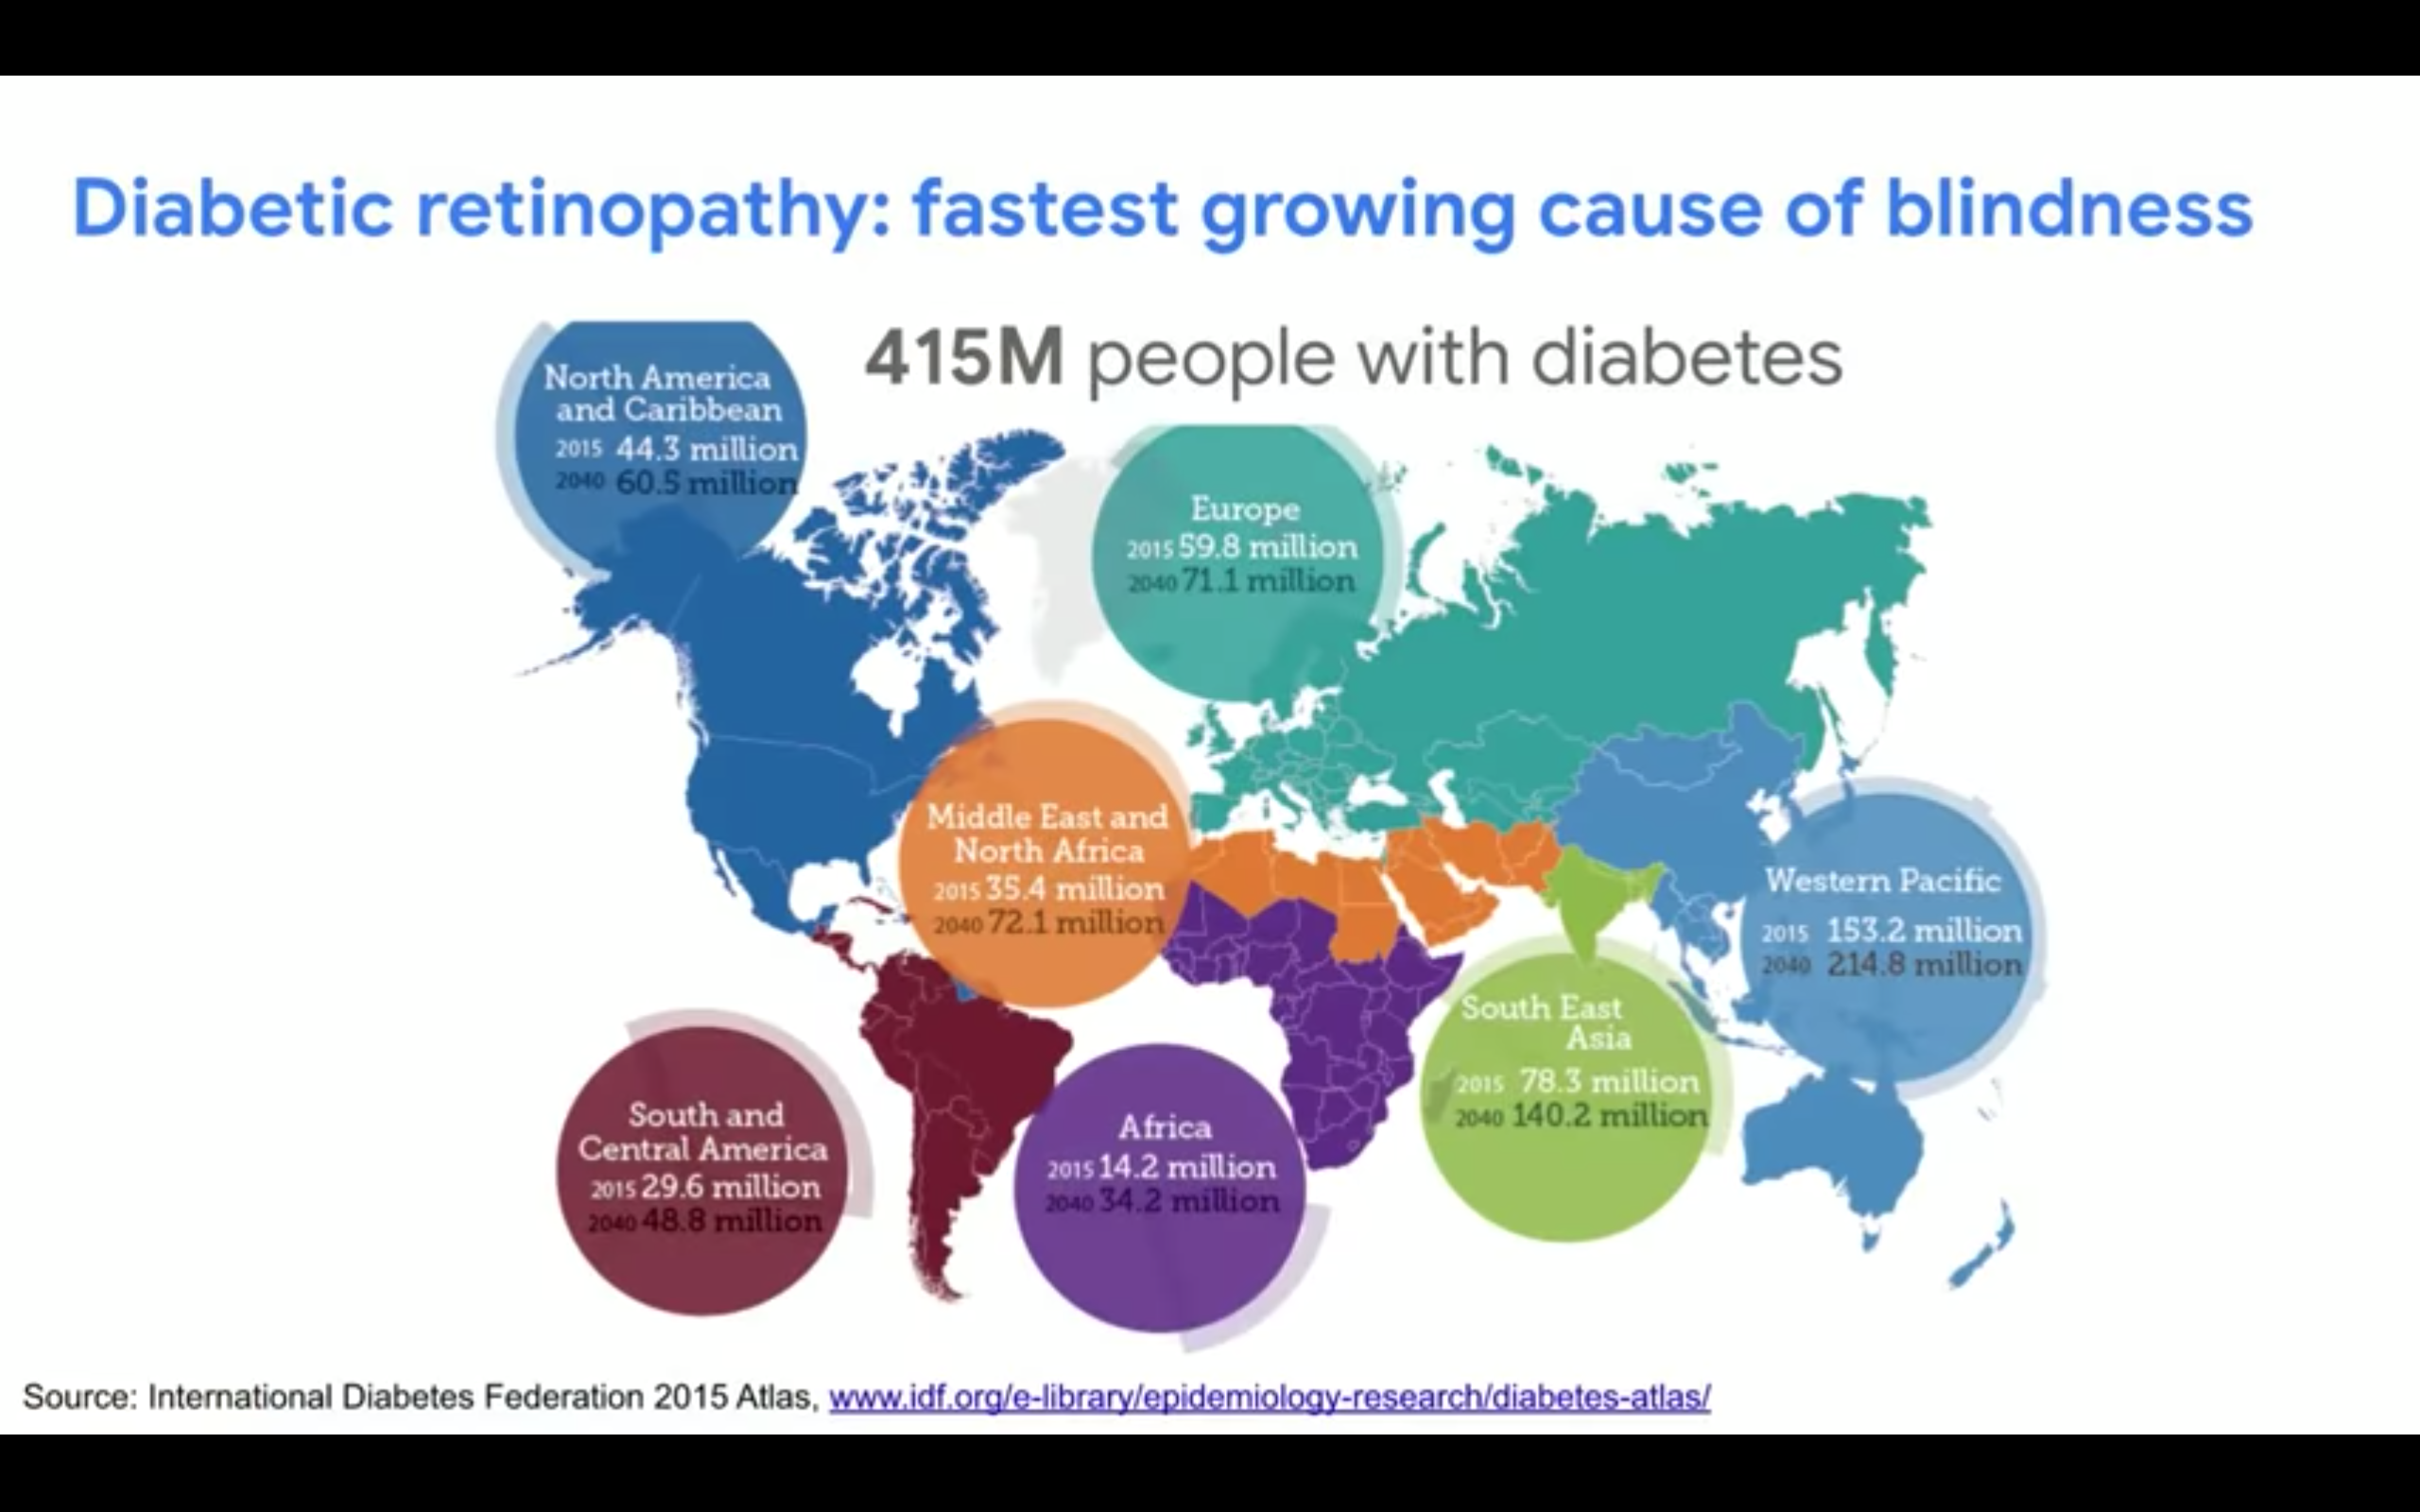 Diabetic retinopathy: fastest growing cause of blindness
415M people with diabetes
North America
and Caribbean
2015 44.3 million
2040 60.5 million
Europe
2015 59.8 million
2040 71.1 million
Middle East and
North Africa
2015 35.4 million
2040 72.1 million
Western Pacific
2015 153.2 million
2040 214.8 million
South East
Asia
2015 78.3 million
2040 140.2 million
South and
Central America
2015 29.6 million
2040 48.8 million
Africa
2015 14.2 million
2040 34.2 million
Source: International Diabetes Federation 2015 Atlas, www.idf.org/e-library/epidemiology-research/diabetes-atlas/